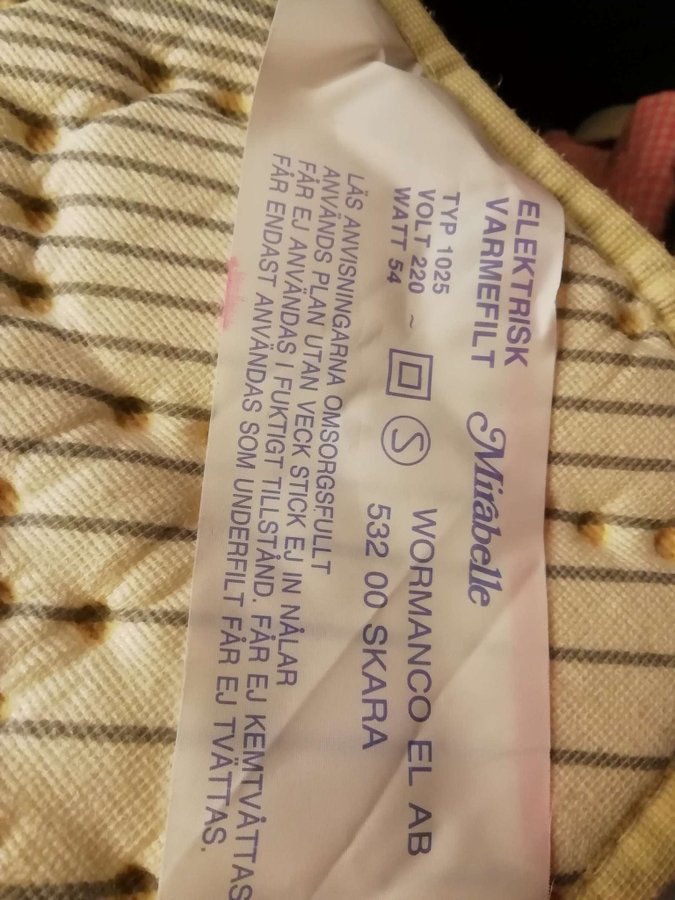 ELEKTRISK
VARMEFILT
Mirabelle
TYP 1025
VOLT 220 ~
WATT 54
S
WORMANCO EL AB
532 00 SKARA
LÄS ANVISNINGARNA OMSORGSFULLT
ANVÄNDS PLAN UTAN VECK STICK EJ IN NÅLAR
FÅR EJ ANVÄNDAS I FUKTIGT TILLSTÅND. FÅR EJ KEMTVÄTTAS
FÅR ENDAST ANVÄNDAS SOM UNDERFILT FÅR EJ TVÄTTAS.